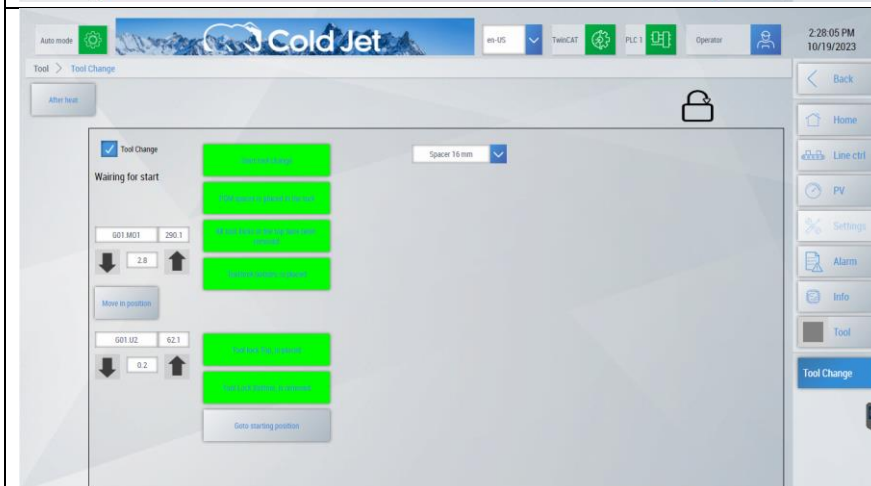 Auto mode
Cold Jet
en-US
TwinCAT
PLC 1
Operator
2:28:05 PM
10/19/2023
Tool > Tool Change
Back
After heat
Home
Tool Change
Spacer 16 mm
Line ctrl
Wairing for start
PV
G01.M01 290.1
Settings
2.8
Alarm
Move in position
Info
G01.U2 62.1
Tool
0.2
Tool Change
Goto starting position